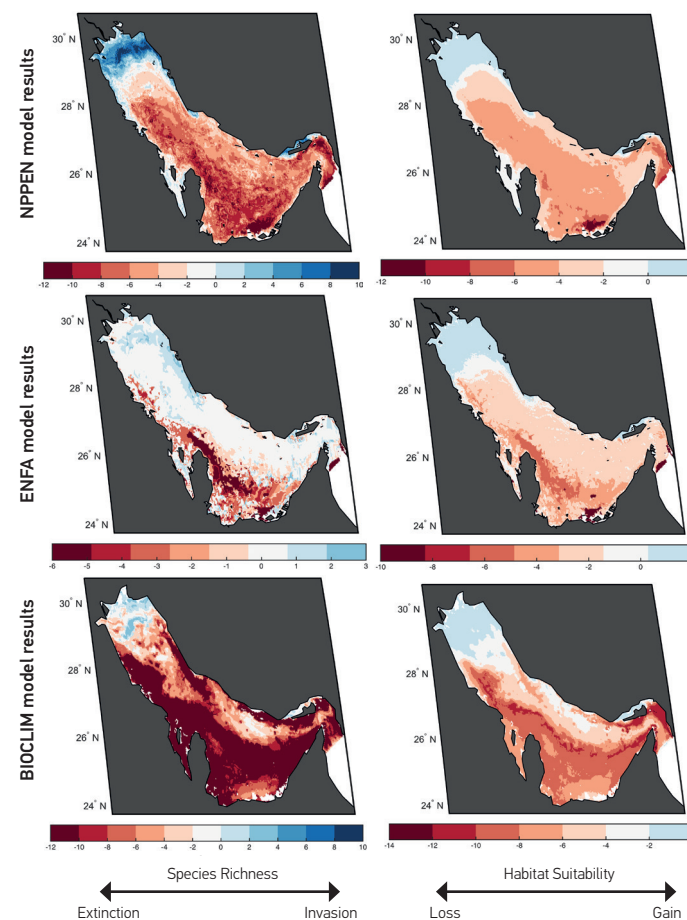 NPPEN model results
30° N
28° N
26° N
24° N
-12 -10 -8 -6 -4 -2 0 2 4 6 8 10
-12 -10 -8 -6 -4 -2 0
ENFA model results
30° N
28° N
26° N
24° N
30° N
28° N
26° N
24° N
-6 -5 -4 -3 -2 -1 0 1 2 3
-10 -8 -6 -4 -2 0
BIOCLIM model results
30° N
28° N
26° N
24° N
30° N
28° N
26° N
24° N
-12 -10 -8 -6 -4 -2 0 2 4 6 8 10
-14 -12 -10 -8 -6 -4 -2
Species Richness
Habitat Suitability
Extinction
Invasion
Loss
Gain
30° N
28° N
26° N
24° N